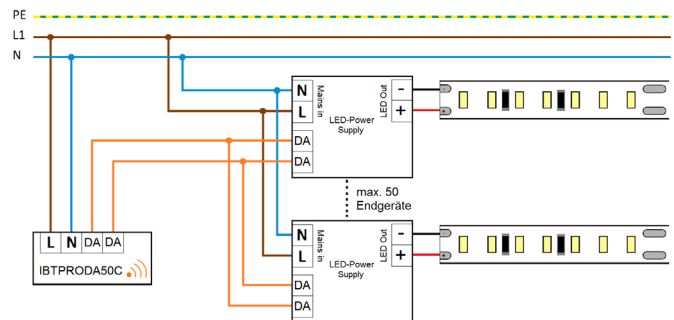 PE
L1
N
N
L
DA
DA
Mains in
LED-Power
Supply
LED Out
-
+
-
+
max. 50
Endgeräte
L N DA DA
IBTPRODA50C
N
L
DA
DA
Mains in
LED-Power
Supply
LED Out
-
+
-
+